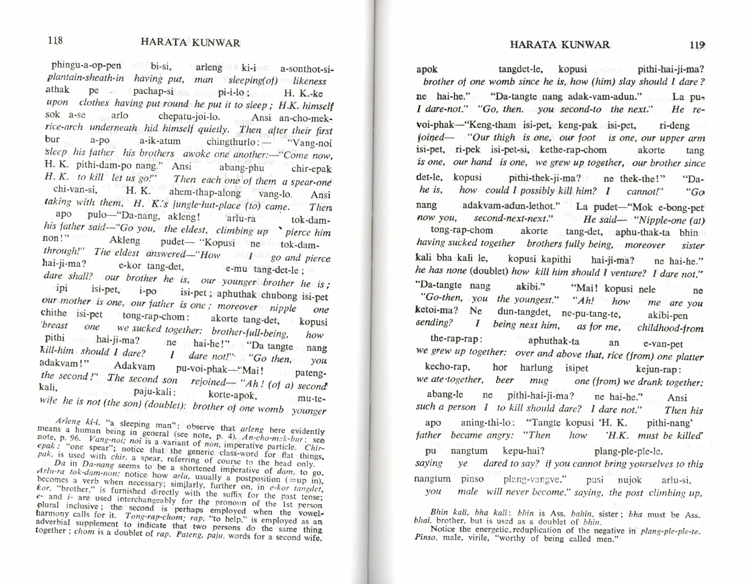 118 HARATA KUNWAR
phingu-a-op-pen bi-si, arleng ki-i a-sonthot-si-
plantain-sheath-in having put, man sleeping(of) likeness
athak pe pachap-si pi-i-lo; H. K.-ke
upon clothes having put round he put it to sleep; H.K. himself
sok a-se arlo chepatu-joi-lo. Ansi an-cho-mek-
rice-arch underneath hid himself quietly. Then after their first
bur a-po a-ik-atum chingthurlo:— "Vang-noi
sleep his father his brothers awoke one another:—"Come now,
H. K. pithi-dam-po nang." Ansi abang-phu chir-cpak
H. K. to kill let us go!" Then each one of them a spear-one
chi-van-si, H. K. ahem-thap-along vang-lo. Ansi
taking with them, H. K.'s jungle-hut-place (to) came. Then
apo pulo—"Da-nang, akleng! arlu-ra tok-dam-
his father said—"Go you, the eldest, climbing up pierce him
non!" Akleng pudet— "Kopusi ne tok-dam-
through!" The eldest answered—"How I go and pierce
hai-ji-ma? e-kor tang-det, e-mu tang-det-le;
dare shall? our brother he is, our younger brother he is;
ipi isi-pet, i-po isi-pet; aphuthak chubong isi-pet
our mother is one, our father is one; moreover nipple one
chithe isi-pet tong-rap-chom: akorte tang-det, kopusi
breast one we sucked together: brother-full-being, how
pithi hai-ji-ma? ne hai-he!" "Da tangte nang
kill-him should I dare? I dare not!" "Go then, you
adakvam!" Adakvam pu-voi-phak—"Mai! pateng-
the second!" The second son rejoined— "Ah! (of a) second
kali, paju-kali: korte-apok, mu-te-
wife he is not (the son) (doublet): brother of one womb younger
Arleng ki-i, "a sleeping man": observe that arleng here evidently
means a human being in general (see note, p. 4). An-cho-mek-bur: see
note, p. 96. Vang-noi; noi is a variant of non, imperative particle. Chir-
epak: "one spear"; notice that the generic class-word for flat things,
pak, is used with chir, a spear, referring of course to the head only.
Da in Da-nang seems to be a shortened imperative of dam, to go.
Arlu-ra tok-dam-non: notice how arlu, usually a postposition (=up in),
becomes a verb when necessary; similarly, further on, in e-kor tangdet,
kor, "brother," is furnished directly with the suffix for the past tense;
e- and i- are used interchangeably for the pronom of the 1st person
plural inclusive; the second is perhaps employed when the vowel-
harmony calls for it. Tong-rap-chom: rap, "to help," is employed as an
adverbial supplement to indicate that two persons do the same thing
together; chom is a doublet of rap. Pateng, paju, words for a second wife.
HARATA KUNWAR 119
apok tangdet-le, kopusi pithi-hai-ji-ma?
brother of one womb since he is, how (him) slay should I dare?
ne hai-he." "Da-tangte nang adak-vam-adun." La pu-
I dare-not." "Go, then, you second-to the next." He re-
voi-phak—"Keng-tham isi-pet, keng-pak isi-pet, ri-deng
joined— "Our thigh is one, our foot is one, our upper arm
isi-pet, ri-pek isi-pet-si, kethe-rap-chom akorte tang
is one, our hand is one, we grew up together, our brother since
det-le, kopusi pithi-thek-ji-ma? ne thek-the!" "Da-
he is, how could I possibly kill him? I cannot!" "Go
nang adakvam-adun-lethot." La pudet—"Mok e-bong-pet
now you, second-next-next." He said— "Nipple-one (at)
tong-rap-chom akorte tang-det, aphu-thak-ta bhin
having sucked together brothers fully being, moreover sister
kali bha kali le, kopusi kapithi hai-ji-ma? ne hai-he."
he has none (doublet) how kill him should I venture? I dare not."
"Da-tangte nang akibi." "Mai! kopusi nele ne
"Go-then, you the youngest." "Ah! how me are you
ketoi-ma? Ne dun-tangdet, ne-pu-tang-te, akibi-pen
sending? I being next him, as for me, childhood-from
the-rap-rap: aphuthak-ta an e-van-pet
we grew up together: over and above that, rice (from) one platter
kecho-rap, hor harlung isipet kejun-rap:
we ate-together, beer mug one (from) we drunk together:
abang-le ne pithi-hai-ji-ma? ne hai-he." Ansi
such a person I to kill should dare? I dare not." Then his
apo aning-thi-lo: "Tangte kopusi 'H. K. pithi-nang'
father became angry: "Then how 'H.K. must be killed'
pu nangtum kepu-hai? plang-ple-ple-le.
saying ye dared to say? if you cannot bring yourselves to this
nangtum pinso plang-vangve." pusi nujok arlu-si,
you male will never become," saying, the post climbing up,
Bhin kali, bha kali: bhin is Ass. bahin, sister; bha must be Ass.
bhai, brother, but is used as a doublet of bhin.
Notice the energetic reduplication of the negative in plang-ple-ple-te.
Pinso, male, virile, "worthy of being called men."